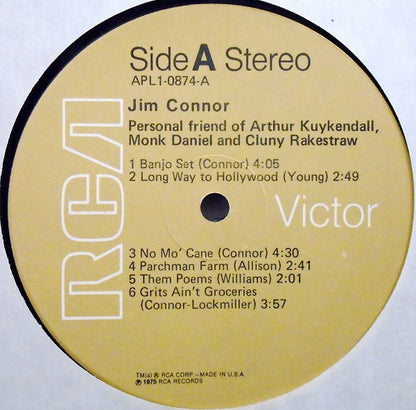 Side A Stereo
APL1-0874-A
Jim Connor
Personal friend of Arthur Kuykendall,
Monk Daniel and Cluny Rakestraw
1 Banjo Set (Connor) 4:05
2 Long Way to Hollywood (Young) 2:49
RCA
Victor
3 No Mo' Cane (Connor) 4:30
4 Parchman Farm (Allison) 2:41
5 Them Poems (Williams) 2:01
6 Grits Ain't Groceries
(Connor-Lockmiller) 3:57
TM(s) ® RCA CORP.—MADE IN U.S.A.
℗ 1975 RCA RECORDS